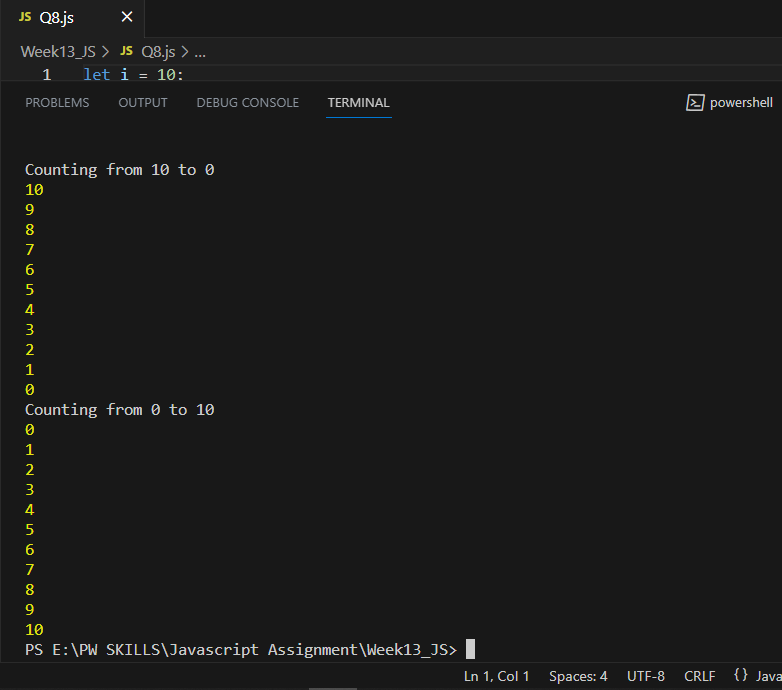 JS Q8.js ×
Week13_JS > JS Q8.js > ...
1 let i = 10;
PROBLEMS OUTPUT DEBUG CONSOLE TERMINAL powershell
Counting from 10 to 0
10
9
8
7
6
5
4
3
2
1
0
Counting from 0 to 10
0
1
2
3
4
5
6
7
8
9
10
PS E:\PW SKILLS\Javascript Assignment\Week13_JS>
Ln 1, Col 1 Spaces: 4 UTF-8 CRLF {} Java